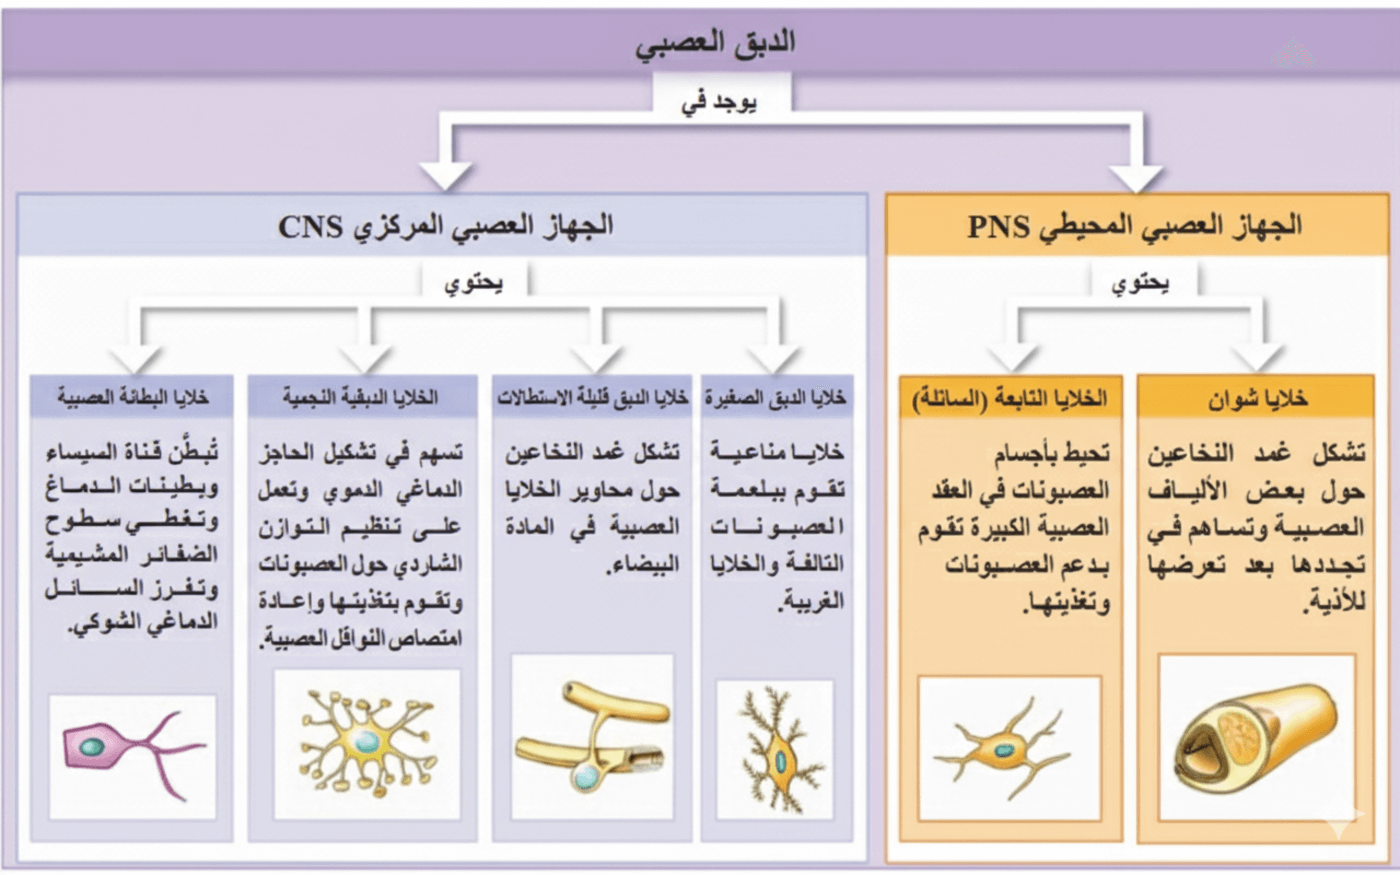 الدبق العصبي
يوجد في
الجهاز العصبي المحيطي PNS
يحتوي
خلايا شوان
تشكل غمد النخاعين
حول بعض الألياف
العصبية وتساهم في
تجددها بعد تعرضها
للأذية.
الخلايا التابعة (الساتلة)
تحيط بأجسام
العصبونات في العقد
العصبية الكبيرة تقوم
بدعم العصبونات
وتغذيتها.
الجهاز العصبي المركزي CNS
يحتوي
خلايا الدبق الصغيرة
خلايا مناعية
تقوم ببلعمة
العصبونات
التالفة والخلايا
الغريبة.
خلايا الدبق قليلة الاستطالات
تشكل غمد النخاعين
حول محاوير الخلايا
العصبية في المادة
البيضاء.
الخلايا الدبقية النجمية
تسهم في تشكيل الحاجز
الدماغي الدموي وتعمل
على تنظيم التوازن
الشاردي حول العصبونات
وتقوم بتغذيتها وإعادة
امتصاص النواقل العصبية.
خلايا البطانة العصبية
تُبطَّن قناة السيساء
وبطينات الدماغ
وتغطي سطوح
الضفائر المشيمية
وتفرز السائل
الدماغي الشوكي.